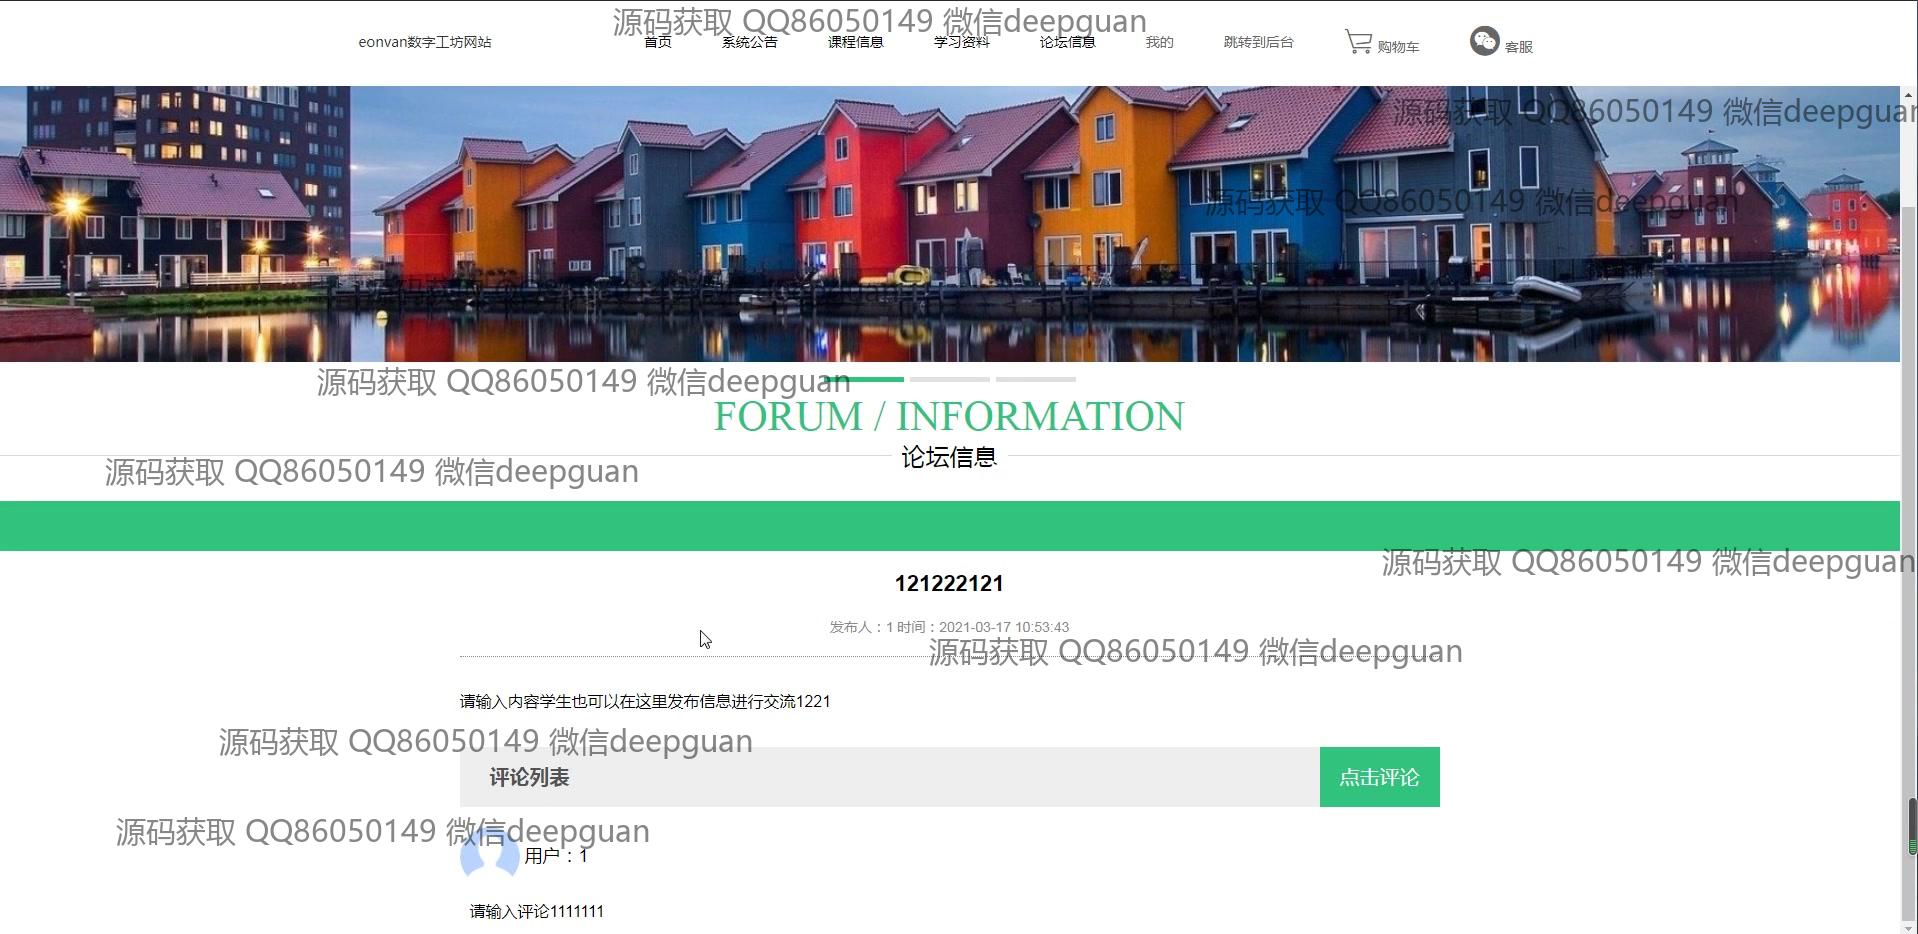 源码获取 QQ86050149 微信deepguan
eonvan数字工坊网站 首页 系统公告 课程信息 学习资料 论坛信息 我的 跳转到后台 购物车 客服
源码获取 QQ86050149 微信deepguan
源码获取 QQ86050149 微信deepguan
源码获取 QQ86050149 微信deepguan
FORUM / INFORMATION
论坛信息
源码获取 QQ86050149 微信deepguan
源码获取 QQ86050149 微信deepguan
121222121
发布人：1 时间：2021-03-17 10:53:43
源码获取 QQ86050149 微信deepguan
请输入内容学生也可以在这里发布信息进行交流1221
源码获取 QQ86050149 微信deepguan
评论列表 点击评论
源码获取 QQ86050149 微信deepguan
用户：1
请输入评论1111111